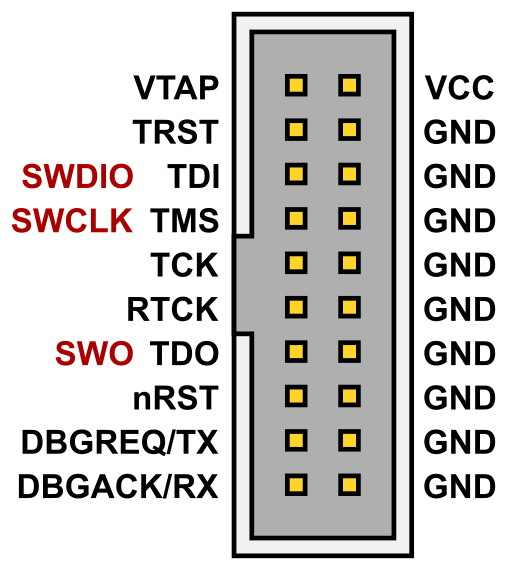 VTAP VCC
TRST GND
SWDIO TDI GND
SWCLK TMS GND
TCK GND
RTCK GND
SWO TDO GND
nRST GND
DBGREQ/TX GND
DBGACK/RX GND